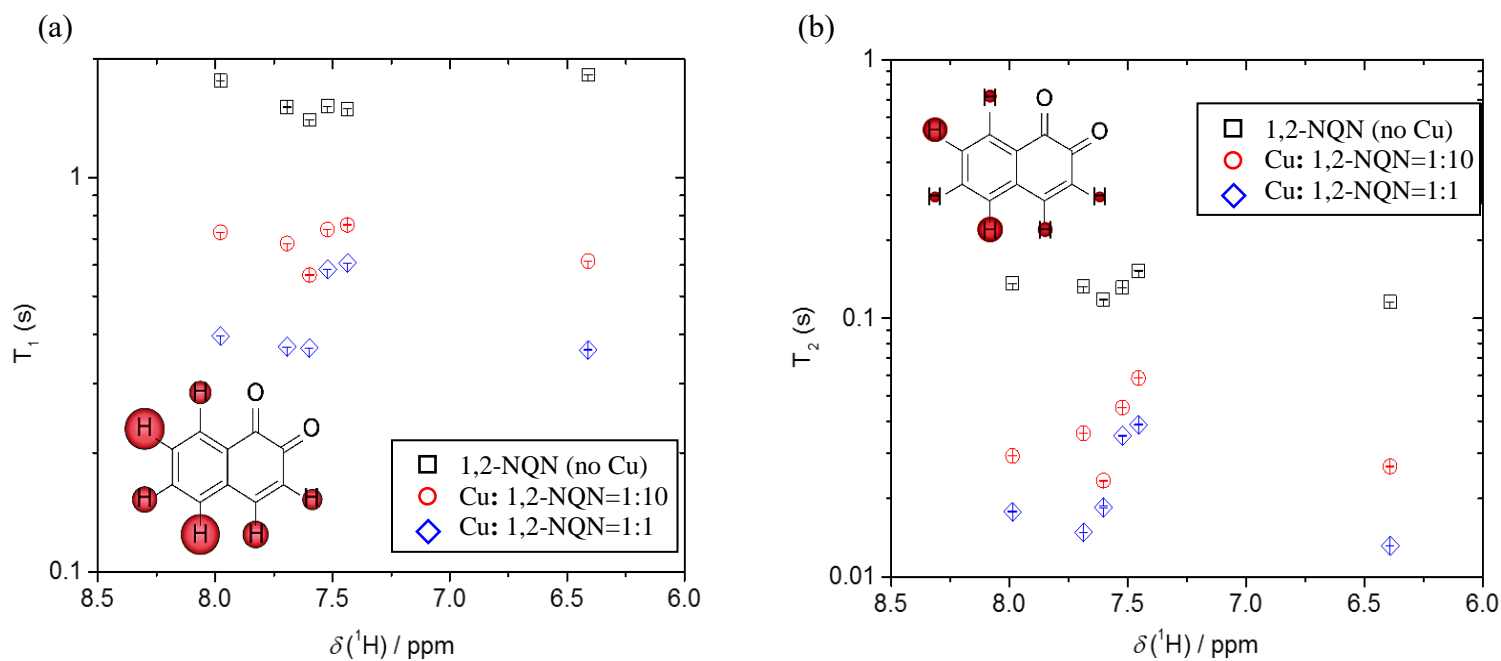 (a)
1
0.1
T₁ (s)
8.5 8.0 7.5 7.0 6.5 6.0
δ(¹H) / ppm
H O
H O
H H
H H
1,2-NQN (no Cu)
Cu: 1,2-NQN=1:10
Cu: 1,2-NQN=1:1
(b)
1
0.1
0.01
T₂ (s)
8.5 8.0 7.5 7.0 6.5 6.0
δ(¹H) / ppm
H O
H O
H H
H H
1,2-NQN (no Cu)
Cu: 1,2-NQN=1:10
Cu: 1,2-NQN=1:1